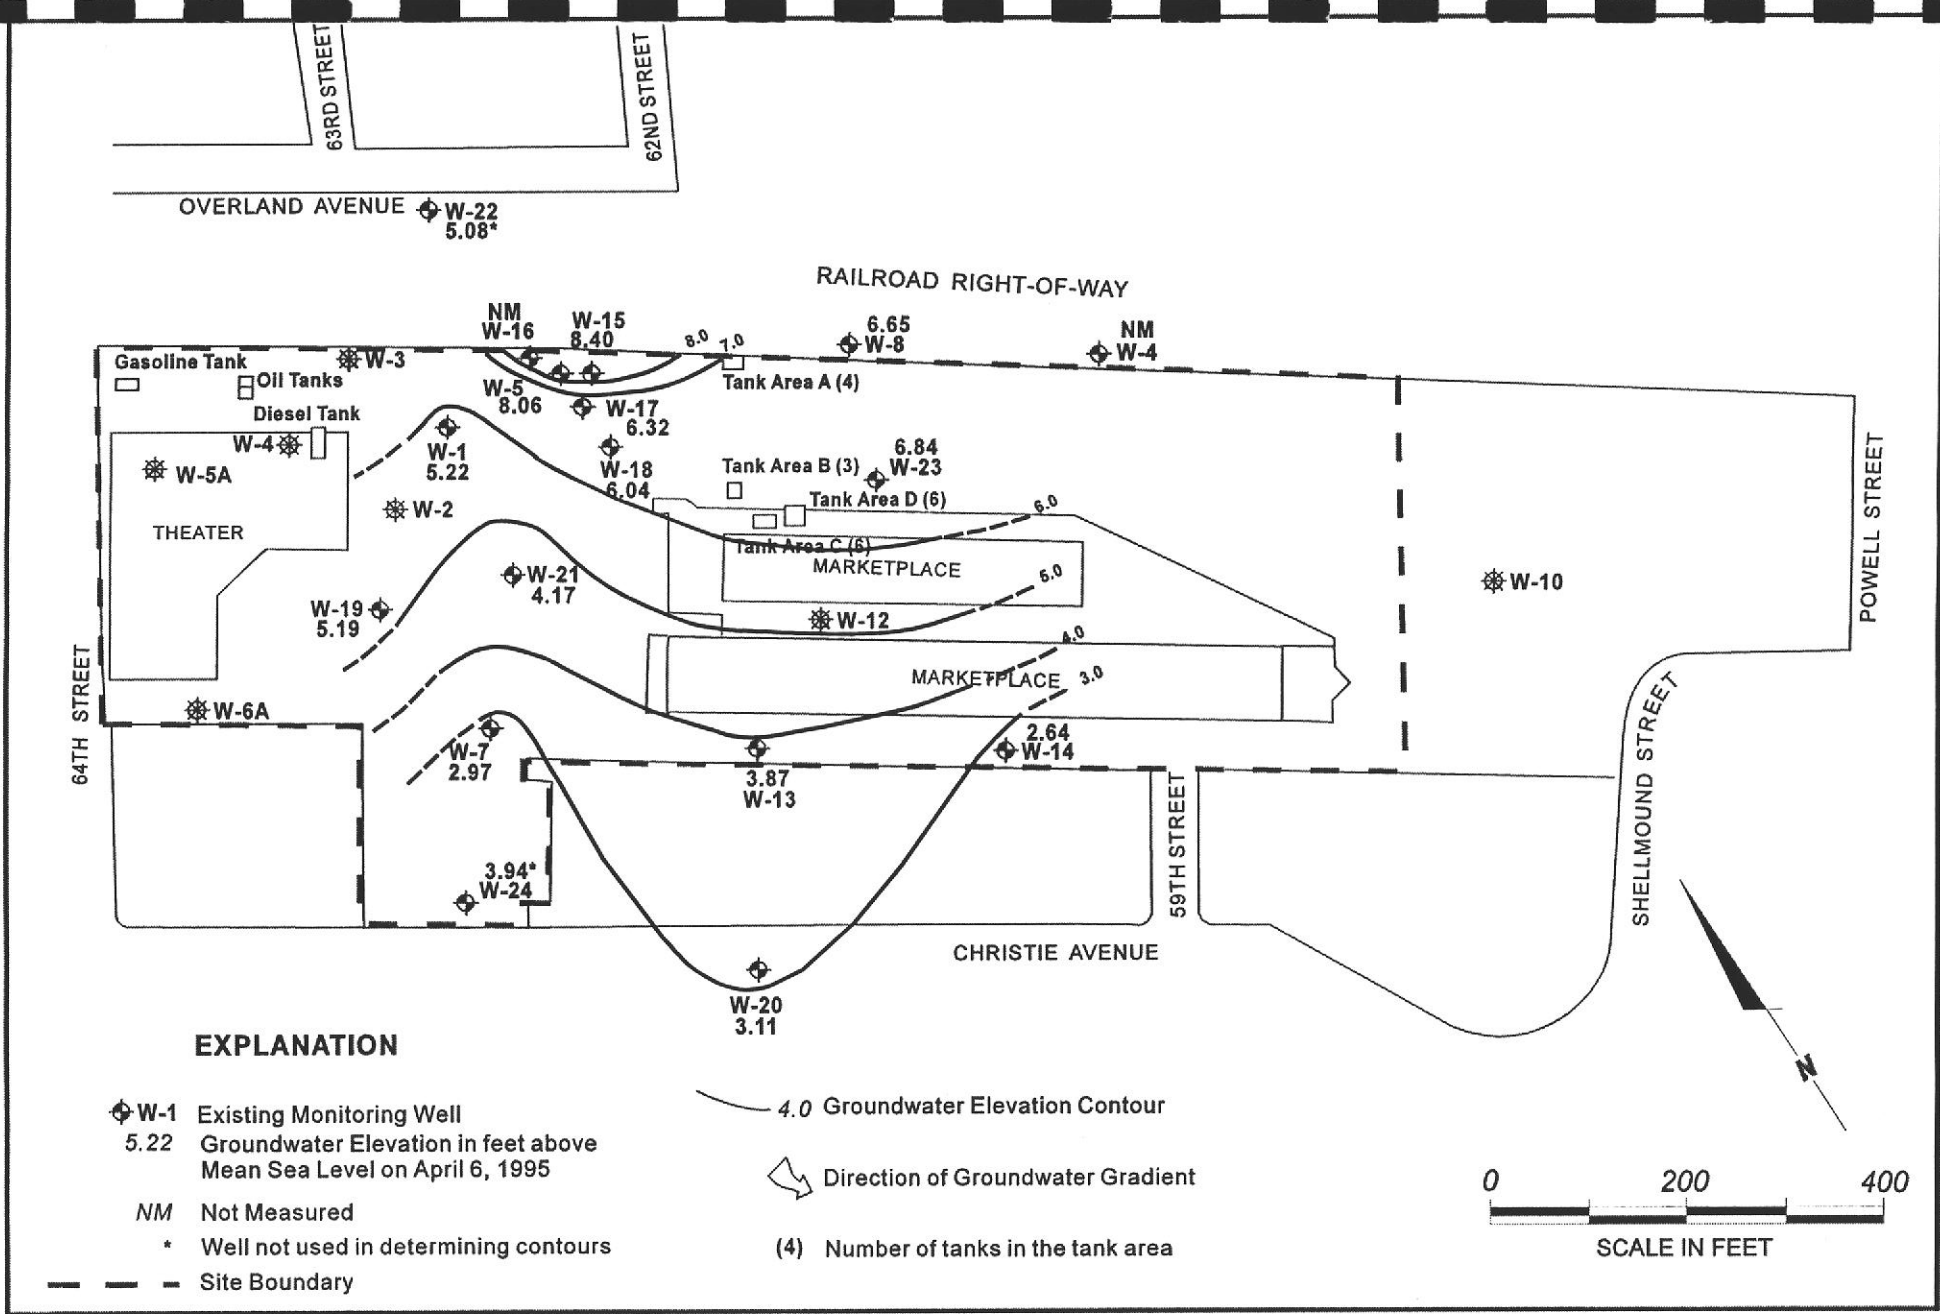 63RD STREET
62ND STREET
OVERLAND AVENUE
W-22
5.08*
RAILROAD RIGHT-OF-WAY
NM
W-16
W-15
8.40
8.0
7.0
6.65
W-8
NM
W-4
Gasoline Tank
W-3
Oil Tanks
Diesel Tank
W-4
W-5A
THEATER
W-5
8.06
Tank Area A (4)
W-17
6.32
W-1
5.22
W-18
6.04
6.84
W-23
Tank Area B (3)
Tank Area D (6)
W-2
6.0
Tank Area C (6)
MARKETPLACE
5.0
W-10
POWELL STREET
W-21
4.17
W-19
5.19
W-12
4.0
MARKETPLACE
3.0
64TH STREET
W-6A
W-7
2.97
2.64
W-14
3.87
W-13
SHELLMOUND STREET
59TH STREET
3.94*
W-24
CHRISTIE AVENUE
W-20
3.11
N
EXPLANATION
W-1 Existing Monitoring Well
5.22 Groundwater Elevation in feet above
Mean Sea Level on April 6, 1995
NM Not Measured
* Well not used in determining contours
Site Boundary
4.0 Groundwater Elevation Contour
Direction of Groundwater Gradient
(4) Number of tanks in the tank area
0 200 400
SCALE IN FEET